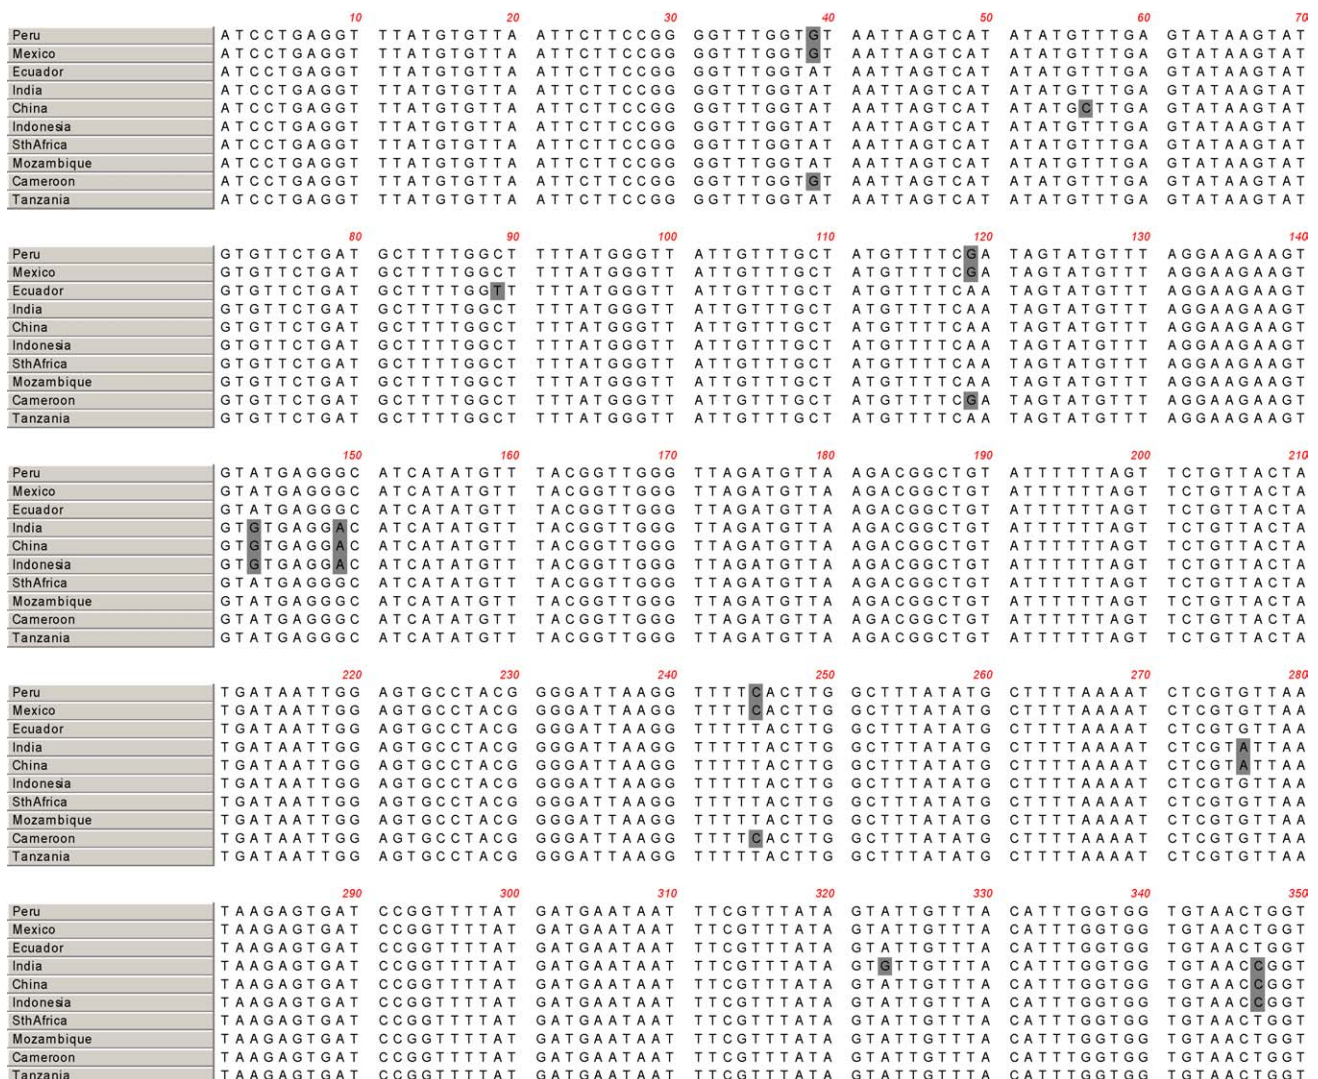 10 20 30 40 50 60 70
Peru ATCCTGAGGT TTATGTGTTA ATTCTTCCGG GGTTTGGTGT AATTAGTCAT ATATGTTTGA GTATAAGTAT
Mexico ATCCTGAGGT TTATGTGTTA ATTCTTCCGG GGTTTGGTGT AATTAGTCAT ATATGTTTGA GTATAAGTAT
Ecuador ATCCTGAGGT TTATGTGTTA ATTCTTCCGG GGTTTGGTAT AATTAGTCAT ATATGTTTGA GTATAAGTAT
India ATCCTGAGGT TTATGTGTTA ATTCTTCCGG GGTTTGGTAT AATTAGTCAT ATATGTTTGA GTATAAGTAT
China ATCCTGAGGT TTATGTGTTA ATTCTTCCGG GGTTTGGTAT AATTAGTCAT ATATGCTTGA GTATAAGTAT
Indonesia ATCCTGAGGT TTATGTGTTA ATTCTTCCGG GGTTTGGTAT AATTAGTCAT ATATGTTTGA GTATAAGTAT
SthAfrica ATCCTGAGGT TTATGTGTTA ATTCTTCCGG GGTTTGGTAT AATTAGTCAT ATATGTTTGA GTATAAGTAT
Mozambique ATCCTGAGGT TTATGTGTTA ATTCTTCCGG GGTTTGGTAT AATTAGTCAT ATATGTTTGA GTATAAGTAT
Cameroon ATCCTGAGGT TTATGTGTTA ATTCTTCCGG GGTTTGGTGT AATTAGTCAT ATATGTTTGA GTATAAGTAT
Tanzania ATCCTGAGGT TTATGTGTTA ATTCTTCCGG GGTTTGGTAT AATTAGTCAT ATATGTTTGA GTATAAGTAT
80 90 100 110 120 130 140
Peru GTGTTCTGAT GCTTTTGGCT TTTATGGGTT ATTGTTTGCT ATGTTTTCGA TAGTATGTTT AGGAAGAAGT
Mexico GTGTTCTGAT GCTTTTGGCT TTTATGGGTT ATTGTTTGCT ATGTTTTCGA TAGTATGTTT AGGAAGAAGT
Ecuador GTGTTCTGAT GCTTTTGGTT TTTATGGGTT ATTGTTTGCT ATGTTTTCAA TAGTATGTTT AGGAAGAAGT
India GTGTTCTGAT GCTTTTGGCT TTTATGGGTT ATTGTTTGCT ATGTTTTCAA TAGTATGTTT AGGAAGAAGT
China GTGTTCTGAT GCTTTTGGCT TTTATGGGTT ATTGTTTGCT ATGTTTTCAA TAGTATGTTT AGGAAGAAGT
Indonesia GTGTTCTGAT GCTTTTGGCT TTTATGGGTT ATTGTTTGCT ATGTTTTCAA TAGTATGTTT AGGAAGAAGT
SthAfrica GTGTTCTGAT GCTTTTGGCT TTTATGGGTT ATTGTTTGCT ATGTTTTCAA TAGTATGTTT AGGAAGAAGT
Mozambique GTGTTCTGAT GCTTTTGGCT TTTATGGGTT ATTGTTTGCT ATGTTTTCAA TAGTATGTTT AGGAAGAAGT
Cameroon GTGTTCTGAT GCTTTTGGCT TTTATGGGTT ATTGTTTGCT ATGTTTTCGA TAGTATGTTT AGGAAGAAGT
Tanzania GTGTTCTGAT GCTTTTGGCT TTTATGGGTT ATTGTTTGCT ATGTTTTCAA TAGTATGTTT AGGAAGAAGT
150 160 170 180 190 200 210
Peru GTATGAGGGC ATCATATGTT TACGGTTGGG TTAGATGTTA AGACGGCTGT ATTTTTTAGT TCTGTTACTA
Mexico GTATGAGGGC ATCATATGTT TACGGTTGGG TTAGATGTTA AGACGGCTGT ATTTTTTAGT TCTGTTACTA
Ecuador GTATGAGGGC ATCATATGTT TACGGTTGGG TTAGATGTTA AGACGGCTGT ATTTTTTAGT TCTGTTACTA
India GTGTGAGGAC ATCATATGTT TACGGTTGGG TTAGATGTTA AGACGGCTGT ATTTTTTAGT TCTGTTACTA
China GTGTGAGGAC ATCATATGTT TACGGTTGGG TTAGATGTTA AGACGGCTGT ATTTTTTAGT TCTGTTACTA
Indonesia GTGTGAGGAC ATCATATGTT TACGGTTGGG TTAGATGTTA AGACGGCTGT ATTTTTTAGT TCTGTTACTA
SthAfrica GTATGAGGGC ATCATATGTT TACGGTTGGG TTAGATGTTA AGACGGCTGT ATTTTTTAGT TCTGTTACTA
Mozambique GTATGAGGGC ATCATATGTT TACGGTTGGG TTAGATGTTA AGACGGCTGT ATTTTTTAGT TCTGTTACTA
Cameroon GTATGAGGGC ATCATATGTT TACGGTTGGG TTAGATGTTA AGACGGCTGT ATTTTTTAGT TCTGTTACTA
Tanzania GTATGAGGGC ATCATATGTT TACGGTTGGG TTAGATGTTA AGACGGCTGT ATTTTTTAGT TCTGTTACTA
220 230 240 250 260 270 280
Peru TGATAATTGG AGTGCCTACG GGGATTAAGG TTTTCACTTG GCTTTATATG CTTTTAAAAT CTCGTGTTAA
Mexico TGATAATTGG AGTGCCTACG GGGATTAAGG TTTTCACTTG GCTTTATATG CTTTTAAAAT CTCGTGTTAA
Ecuador TGATAATTGG AGTGCCTACG GGGATTAAGG TTTTTACTTG GCTTTATATG CTTTTAAAAT CTCGTGTTAA
India TGATAATTGG AGTGCCTACG GGGATTAAGG TTTTTACTTG GCTTTATATG CTTTTAAAAT CTCGTATTAA
China TGATAATTGG AGTGCCTACG GGGATTAAGG TTTTTACTTG GCTTTATATG CTTTTAAAAT CTCGTATTAA
Indonesia TGATAATTGG AGTGCCTACG GGGATTAAGG TTTTTACTTG GCTTTATATG CTTTTAAAAT CTCGTGTTAA
SthAfrica TGATAATTGG AGTGCCTACG GGGATTAAGG TTTTTACTTG GCTTTATATG CTTTTAAAAT CTCGTGTTAA
Mozambique TGATAATTGG AGTGCCTACG GGGATTAAGG TTTTTACTTG GCTTTATATG CTTTTAAAAT CTCGTGTTAA
Cameroon TGATAATTGG AGTGCCTACG GGGATTAAGG TTTTCACTTG GCTTTATATG CTTTTAAAAT CTCGTGTTAA
Tanzania TGATAATTGG AGTGCCTACG GGGATTAAGG TTTTTACTTG GCTTTATATG CTTTTAAAAT CTCGTGTTAA
290 300 310 320 330 340 350
Peru TAAGAGTGAT CCGGTTTTAT GATGAATAAT TTCGTTTATA GTATTGTTTA CATTTGGTGG TGTAACTGGT
Mexico TAAGAGTGAT CCGGTTTTAT GATGAATAAT TTCGTTTATA GTATTGTTTA CATTTGGTGG TGTAACTGGT
Ecuador TAAGAGTGAT CCGGTTTTAT GATGAATAAT TTCGTTTATA GTATTGTTTA CATTTGGTGG TGTAACTGGT
India TAAGAGTGAT CCGGTTTTAT GATGAATAAT TTCGTTTATA GTGTTGTTTA CATTTGGTGG TGTAACCGGT
China TAAGAGTGAT CCGGTTTTAT GATGAATAAT TTCGTTTATA GTATTGTTTA CATTTGGTGG TGTAACCGGT
Indonesia TAAGAGTGAT CCGGTTTTAT GATGAATAAT TTCGTTTATA GTATTGTTTA CATTTGGTGG TGTAACCGGT
SthAfrica TAAGAGTGAT CCGGTTTTAT GATGAATAAT TTCGTTTATA GTATTGTTTA CATTTGGTGG TGTAACTGGT
Mozambique TAAGAGTGAT CCGGTTTTAT GATGAATAAT TTCGTTTATA GTATTGTTTA CATTTGGTGG TGTAACTGGT
Cameroon TAAGAGTGAT CCGGTTTTAT GATGAATAAT TTCGTTTATA GTATTGTTTA CATTTGGTGG TGTAACTGGT
Tanzania TAAGAGTGAT CCGGTTTTAT GATGAATAAT TTCGTTTATA GTATTGTTTA CATTTGGTGG TGTAACTGGT